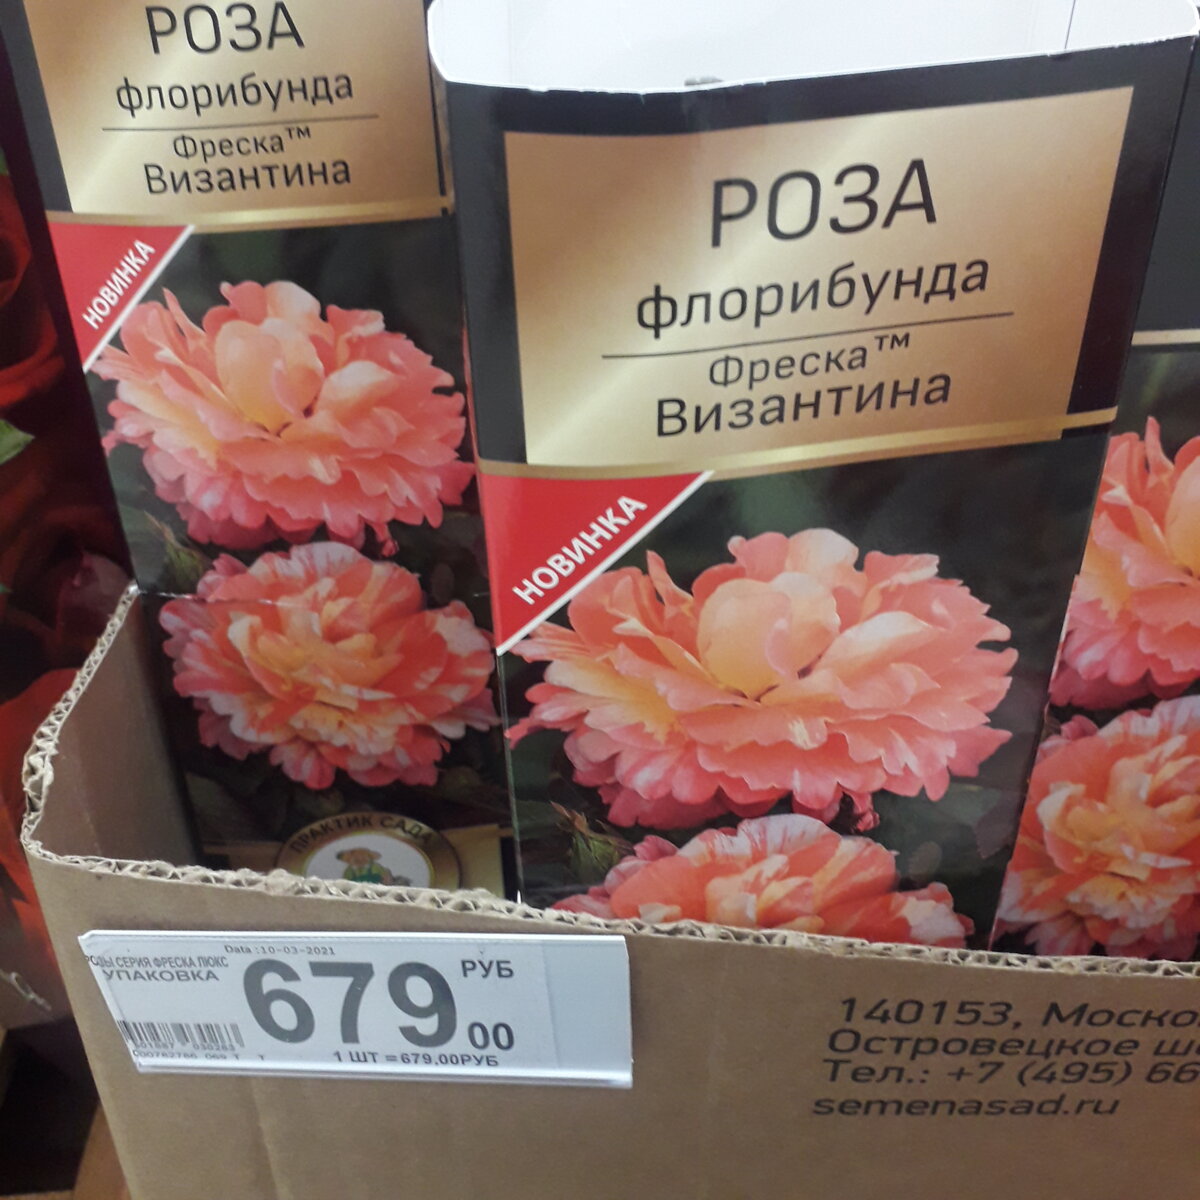 РОЗА
флорибунда
Фреска™
Византина
НОВИНКА
ПРАКТИК САДА
РОЗА
флорибунда
Фреска™
Византина
НОВИНКА
Data :10-03-2021
СЕРИЯ ФРЕСКА ЛЮКС
УПАКОВКА
679 РУБ
00
1 ШТ =679,00РУБ
140153, Моско
Островецкое ш
Тел.: +7 (495) 66
semenasad.ru